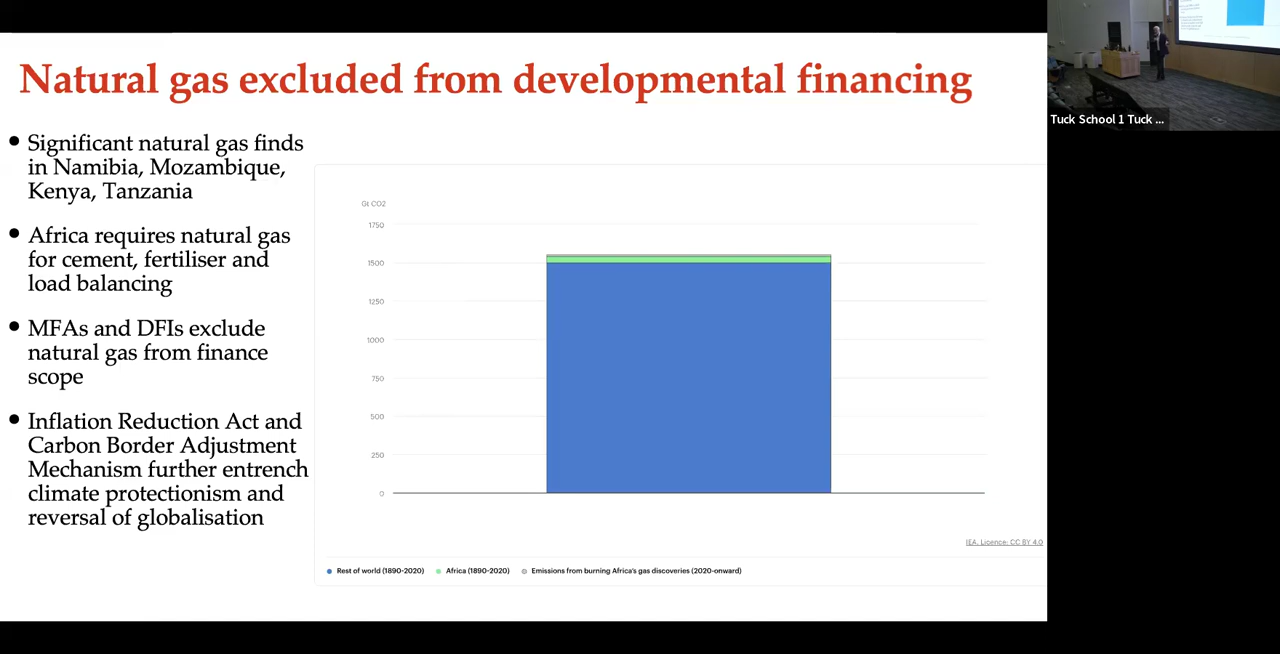 Natural gas excluded from developmental financing
• Significant natural gas finds
in Namibia, Mozambique,
Kenya, Tanzania
• Africa requires natural gas
for cement, fertiliser and
load balancing
• MFAs and DFIs exclude
natural gas from finance
scope
• Inflation Reduction Act and
Carbon Border Adjustment
Mechanism further entrench
climate protectionism and
reversal of globalisation
Gt CO2
1750
1500
1250
1000
750
500
250
0
IEA. Licence: CC BY 4.0
Rest of world (1890-2020)
Africa (1890-2020)
Emissions from burning Africa's gas discoveries (2020-onward)
Tuck School 1 Tuck ...